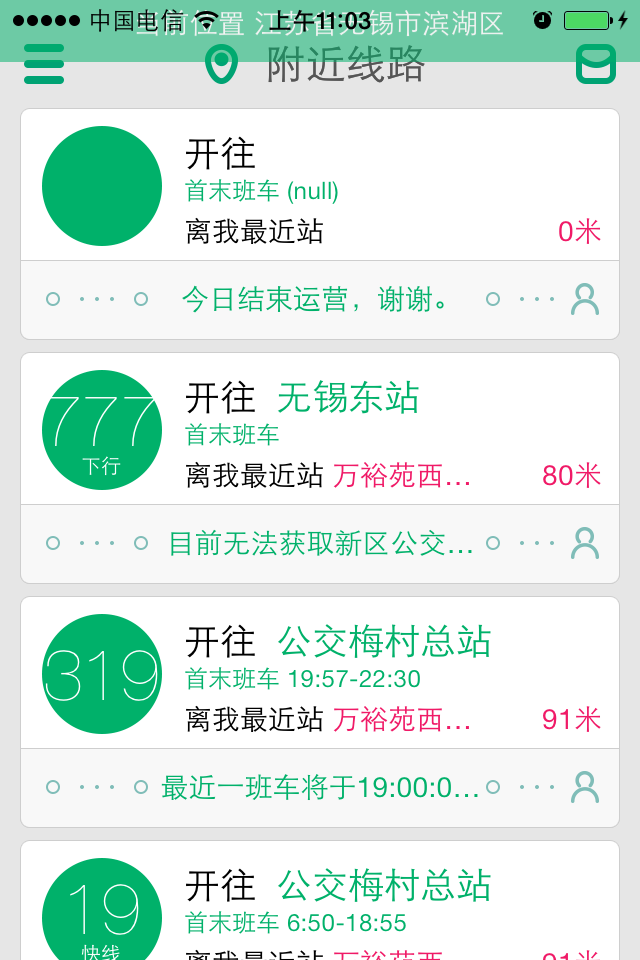 中国电信 上午11:03
当前位置 江苏省无锡市滨湖区
附近线路
开往
首末班车 (null)
离我最近站 0米
今日结束运营，谢谢。
777 下行
开往 无锡东站
首末班车
离我最近站 万裕苑西... 80米
目前无法获取新区公交...
319
开往 公交梅村总站
首末班车 19:57-22:30
离我最近站 万裕苑西... 91米
最近一班车将于19:00:0...
19 快线
开往 公交梅村总站
首末班车 6:50-18:55
离我最近站 万裕苑西... 91米